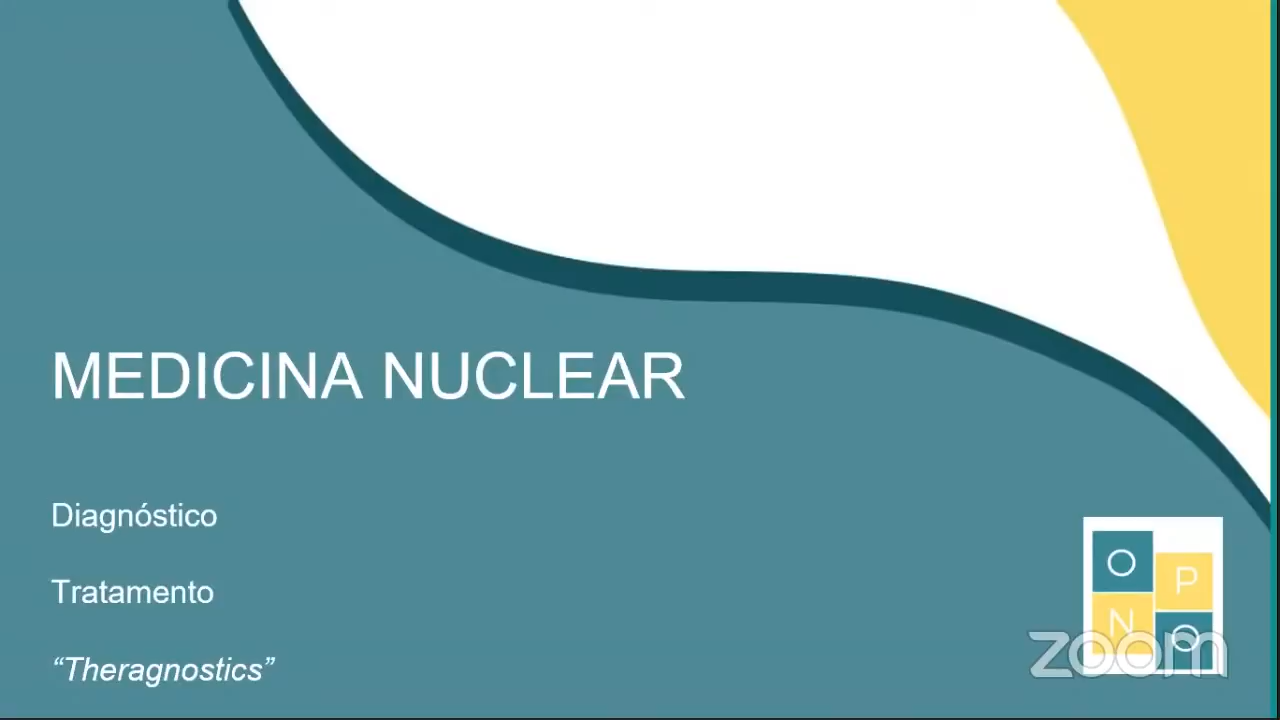 MEDICINA NUCLEAR
Diagnóstico
Tratamento
“Theragnostics”
O
P
N
O
zoom